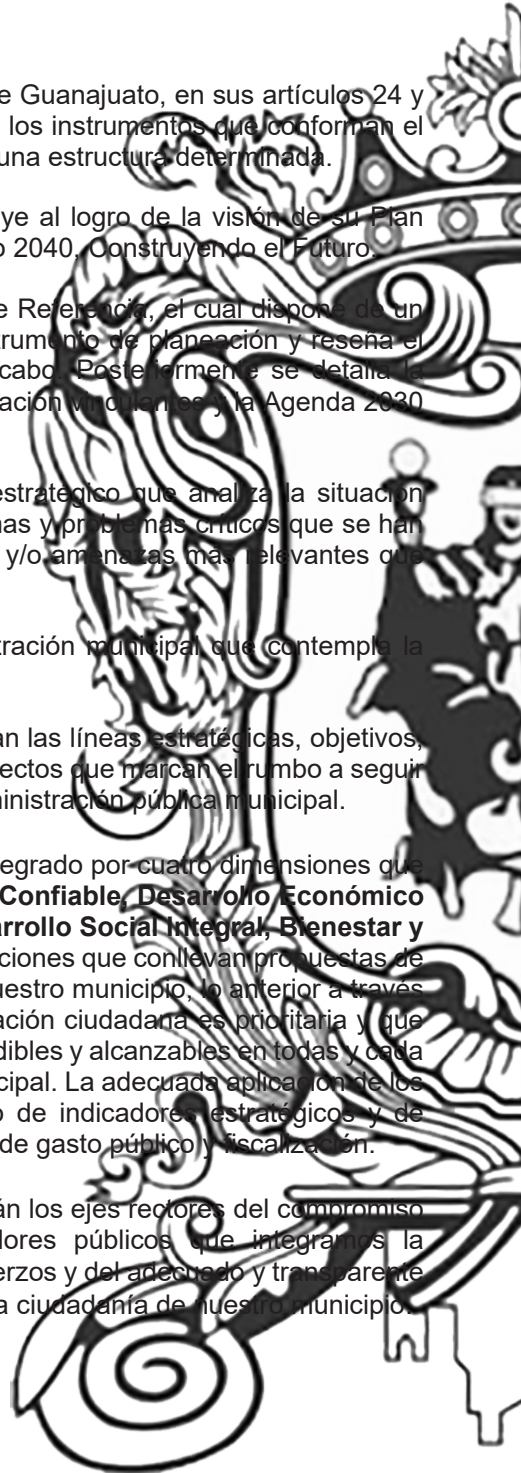 e Guanajuato, en sus artículos 24 y
los instrumentos que conforman el
una estructura determinada.
ye al logro de la visión de su Plan
o 2040, Construyendo el Futuro.
e Referencia, el cual dispone de un
trumento de planeación y reseña el
cabo. Posteriormente se detalla la
ación vinculantes y la Agenda 2030
estratégico que analiza la situación
nas y problemas críticos que se han
y/o amenazas más relevantes que
tración municipal que contempla la
an las líneas estratégicas, objetivos,
ectos que marcan el rumbo a seguir
ministración pública municipal.
egrado por cuatro dimensiones que
Confiable, Desarrollo Económico
arrollo Social Integral, Bienestar y
ciones que conllevan propuestas de
uestro municipio, lo anterior a través
ación ciudadana es prioritaria y que
dibles y alcanzables en todas y cada
cipal. La adecuada aplicación de los
o de indicadores estratégicos y de
de gasto público y fiscalización.
án los ejes rectores del compromiso
dores públicos que integramos la
erzos y del adecuado y transparente
a ciudadanía de nuestro municipio.